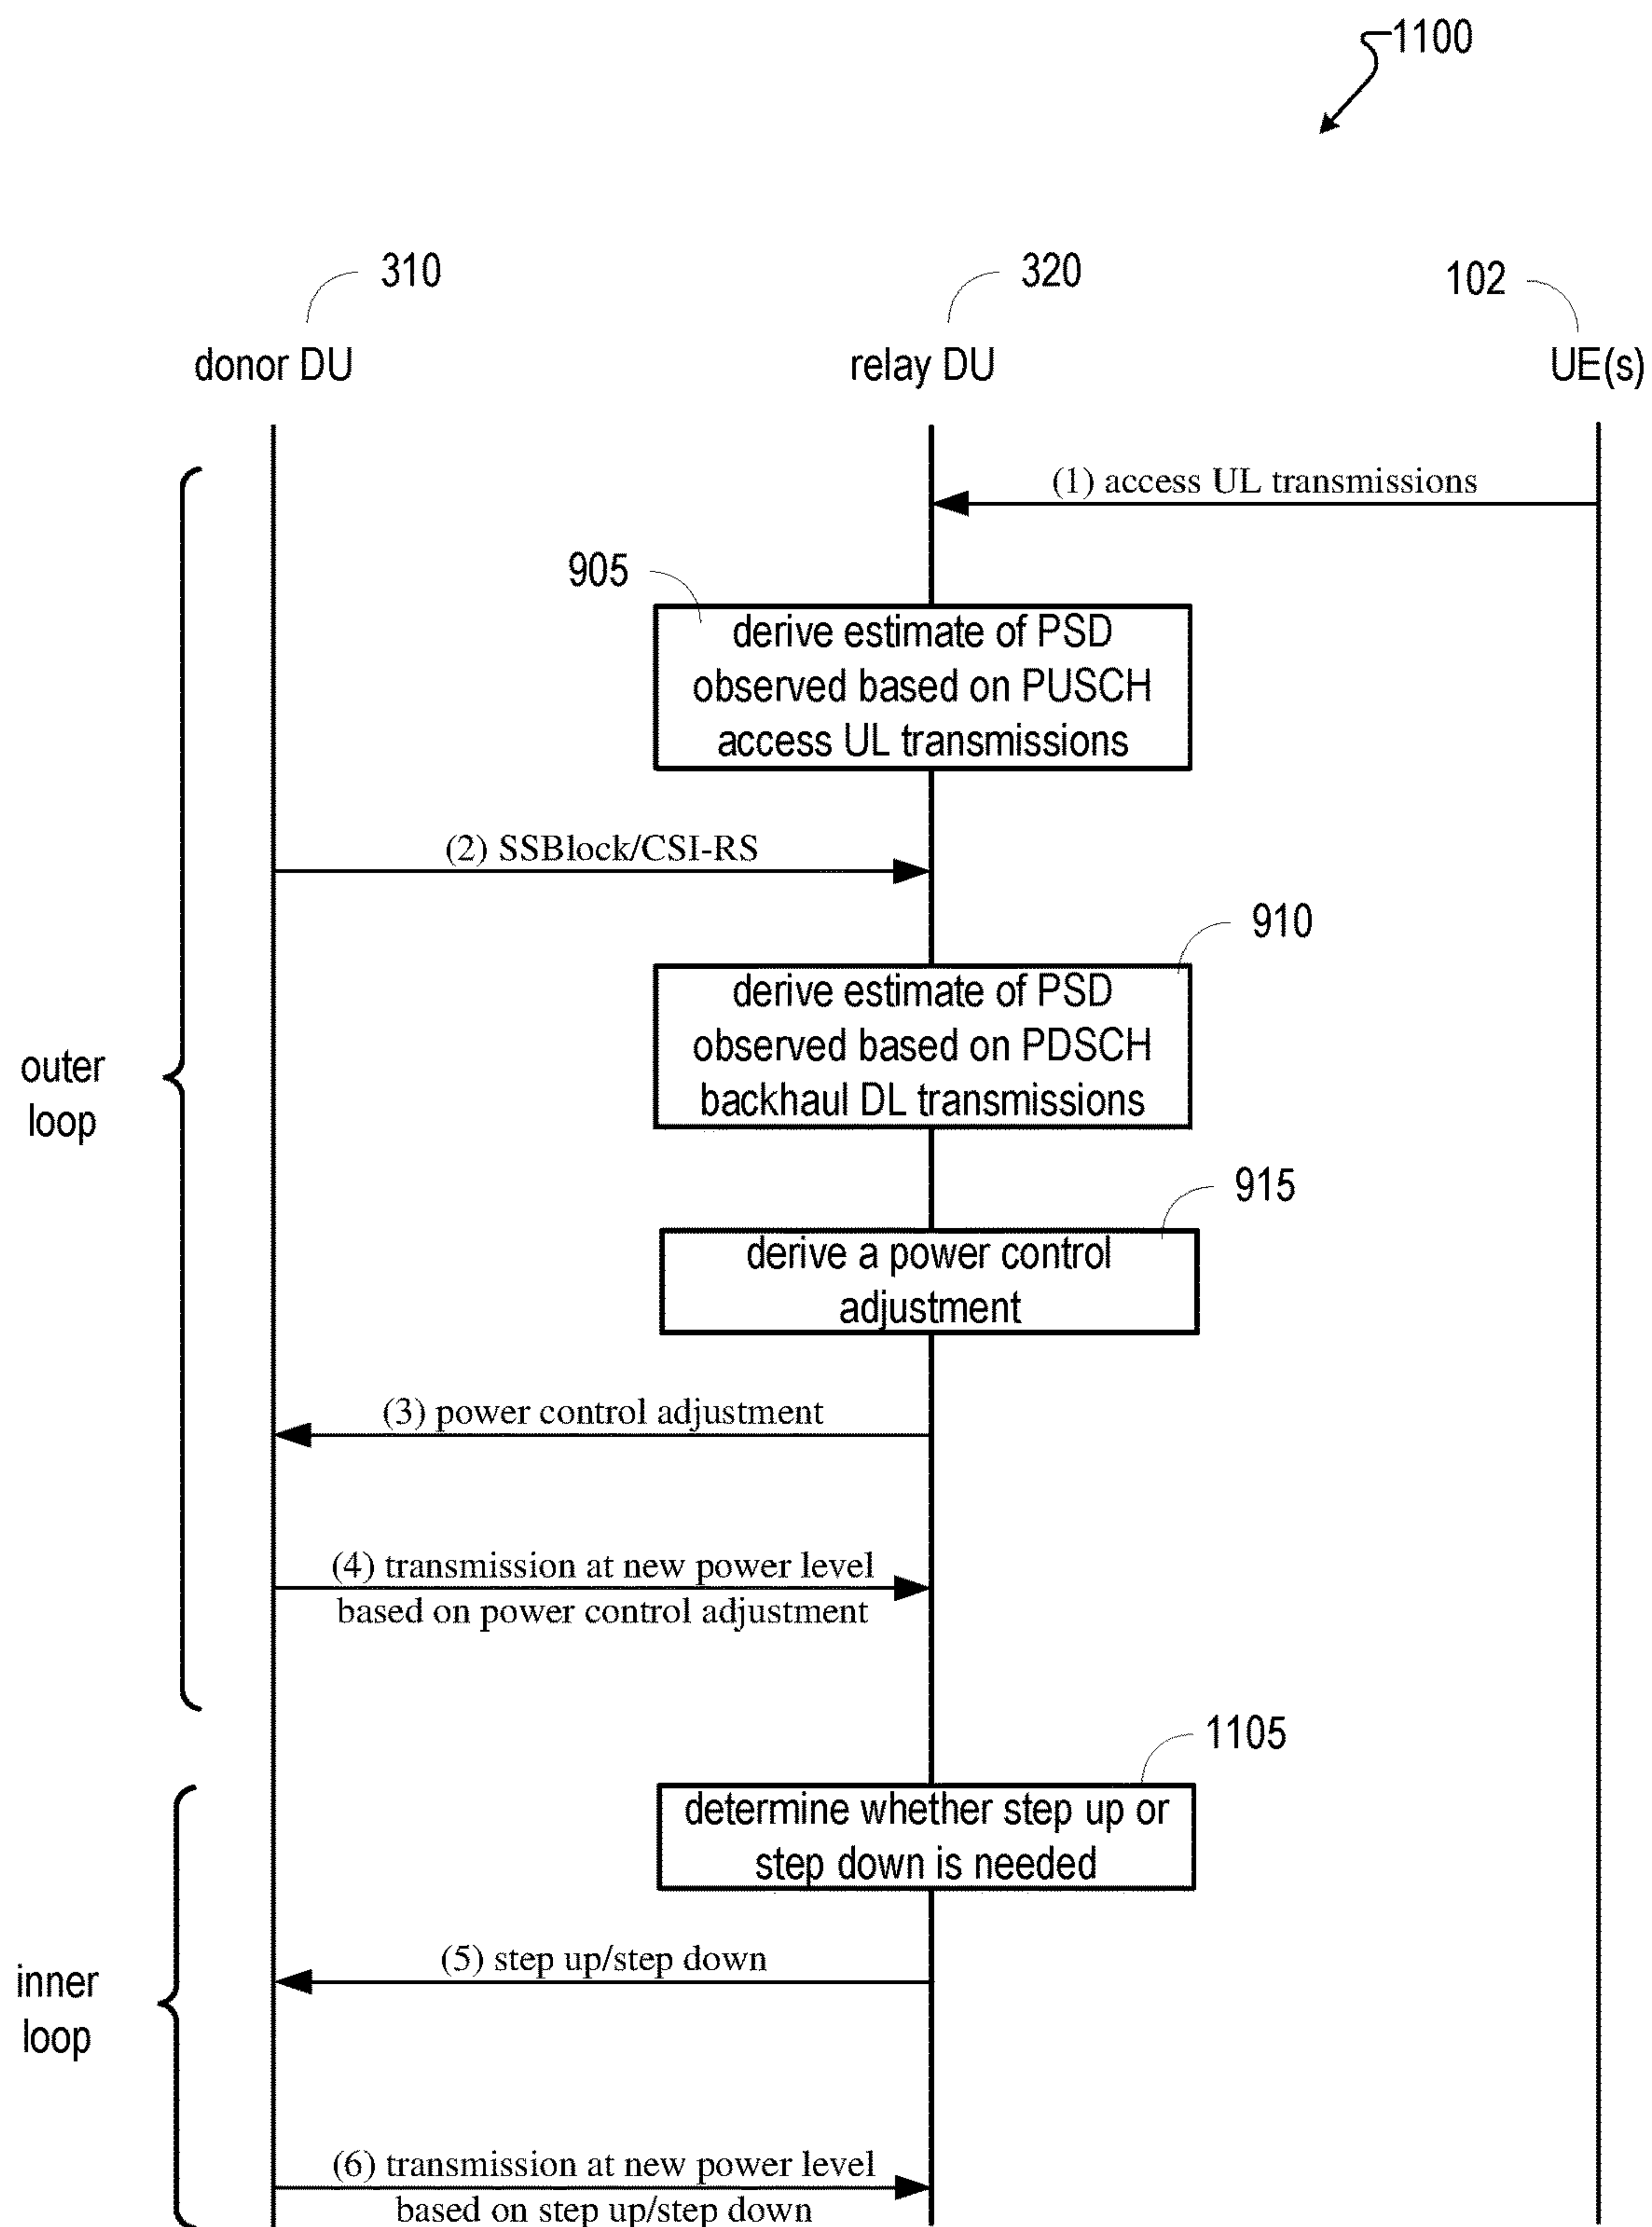 1100
310
320
102
donor DU
relay DU
UE(s)
(1) access UL transmissions
905
derive estimate of PSD
observed based on PUSCH
access UL transmissions
(2) SSBlock/CSI-RS
910
derive estimate of PSD
observed based on PDSCH
backhaul DL transmissions
outer
loop
915
derive a power control
adjustment
(3) power control adjustment
(4) transmission at new power level
based on power control adjustment
1105
determine whether step up or
step down is needed
(5) step up/step down
inner
loop
(6) transmission at new power level
based on step up/step down